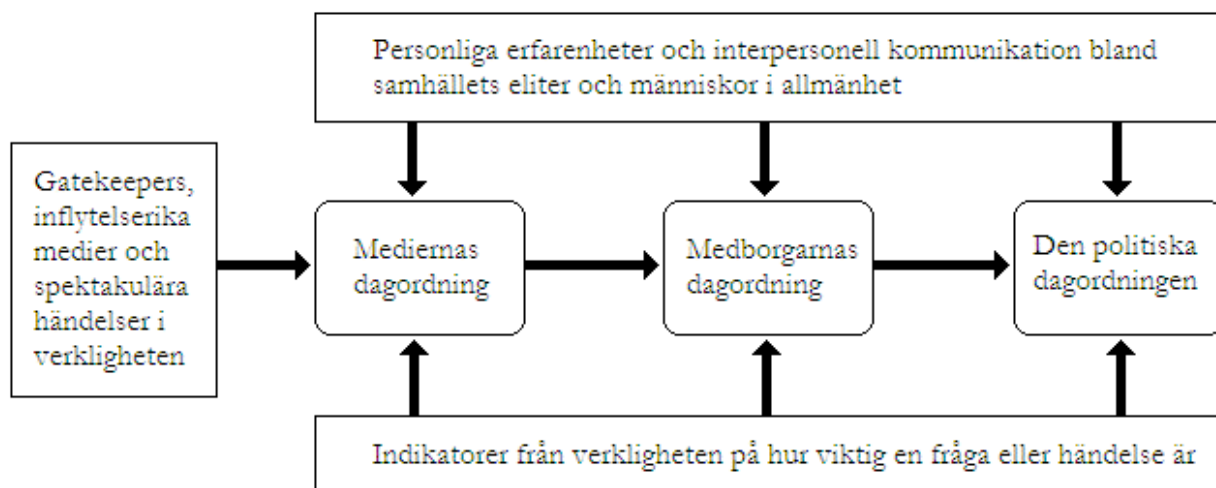 Personliga erfarenheter och interpersonell kommunikation bland
samhällets eliter och människor i allmänhet
Gatekeepers,
inflytelserika
medier och
spektakulära
händelser i
verkligheten
Mediernas
dagordning
Medborgarnas
dagordning
Den politiska
dagordningen
Indikatorer från verkligheten på hur viktig en fråga eller händelse är